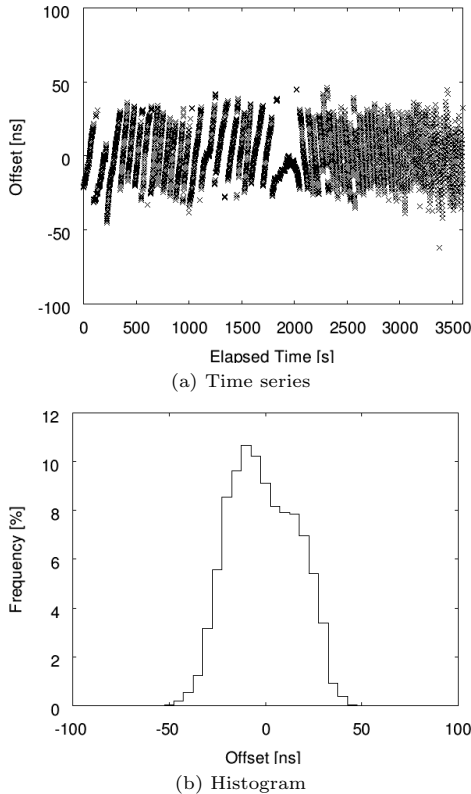 100
50
0
-50
-100
Offset [ns]
0 500 1000 1500 2000 2500 3000 3500
Elapsed Time [s]
(a) Time series
12
10
8
6
4
2
0
Frequency [%]
-100 -50 0 50 100
Offset [ns]
(b) Histogram